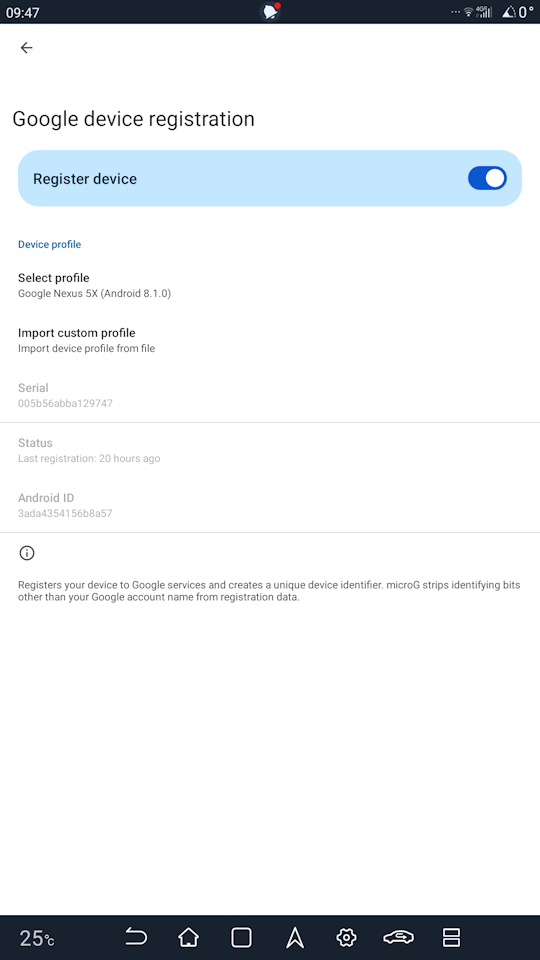 09:47
4G
0°
Google device registration
Register device
Device profile
Select profile
Google Nexus 5X (Android 8.1.0)
Import custom profile
Import device profile from file
Serial
005b56abba129747
Status
Last registration: 20 hours ago
Android ID
3ada4354156b8a57
Registers your device to Google services and creates a unique device identifier. microG strips identifying bits
other than your Google account name from registration data.
25°C